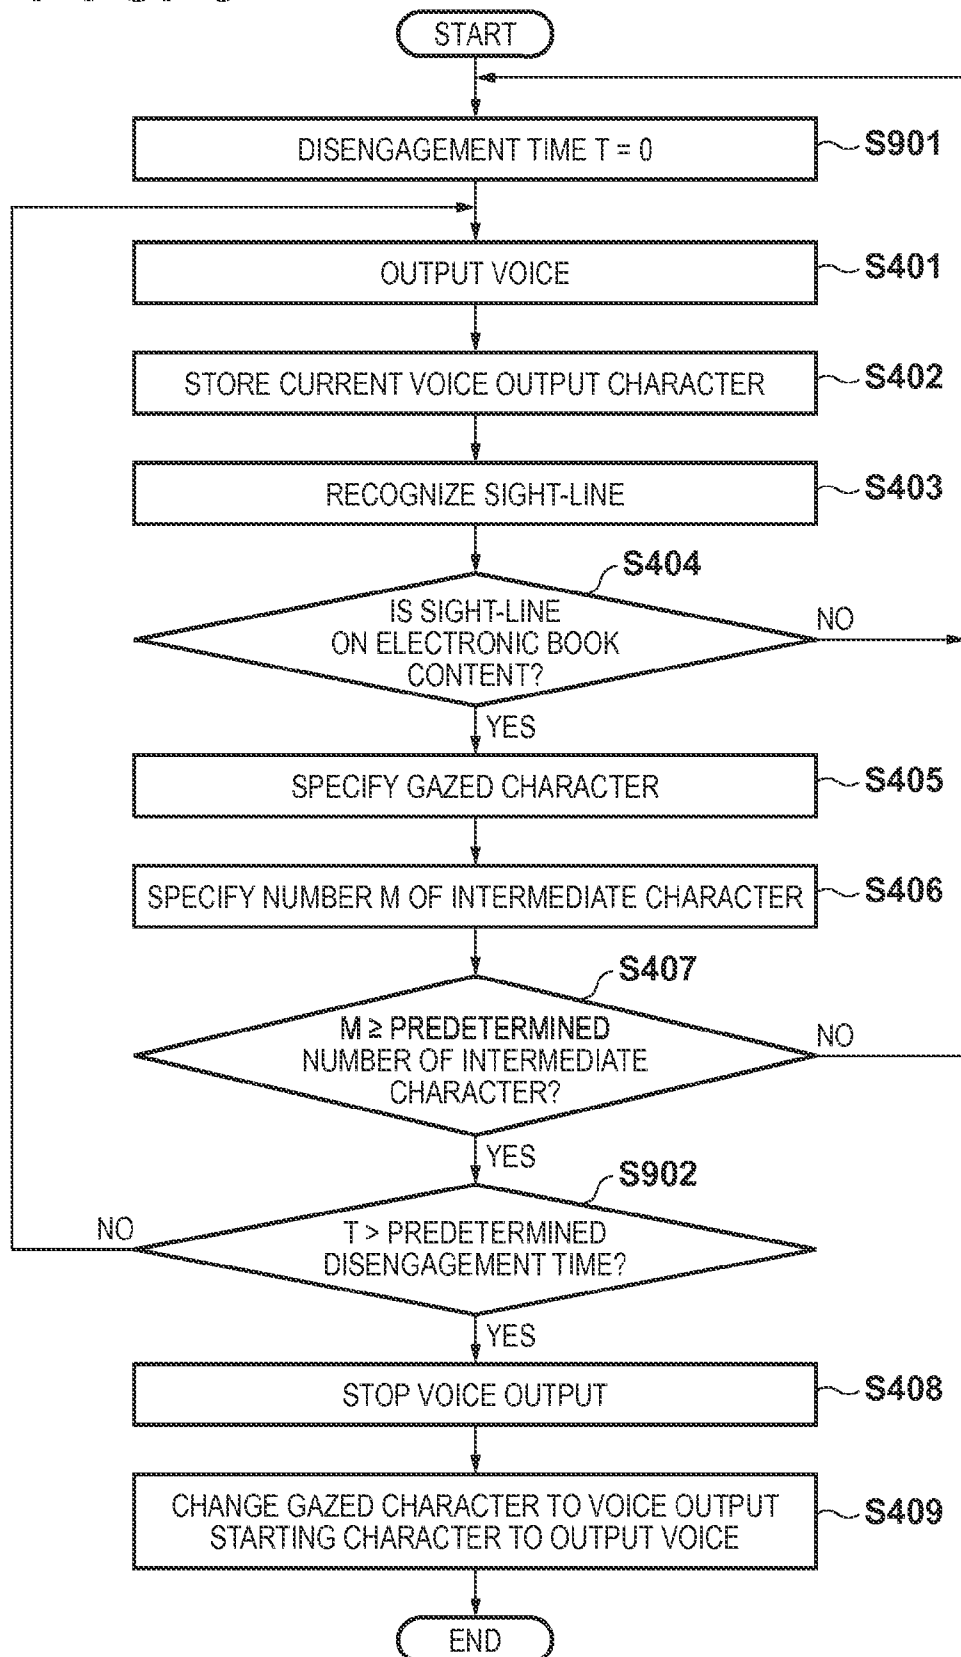 START
DISENGAGEMENT TIME T = 0
S901
OUTPUT VOICE
S401
STORE CURRENT VOICE OUTPUT CHARACTER
S402
RECOGNIZE SIGHT-LINE
S403
S404
IS SIGHT-LINE
ON ELECTRONIC BOOK
CONTENT?
NO
YES
SPECIFY GAZED CHARACTER
S405
SPECIFY NUMBER M OF INTERMEDIATE CHARACTER
S406
S407
M ≥ PREDETERMINED
NUMBER OF INTERMEDIATE
CHARACTER?
NO
YES
S902
NO
T > PREDETERMINED
DISENGAGEMENT TIME?
YES
STOP VOICE OUTPUT
S408
CHANGE GAZED CHARACTER TO VOICE OUTPUT
STARTING CHARACTER TO OUTPUT VOICE
S409
END